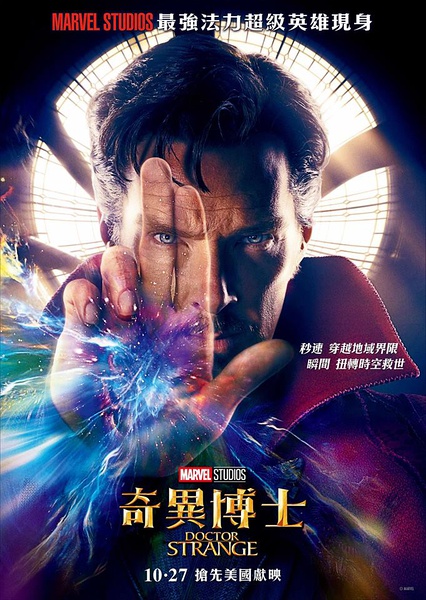 MARVEL STUDIOS 最強法力超級英雄現身
秒速 穿越地域界限
瞬間 扭轉時空救世
MARVEL STUDIOS
奇異博士
DOCTOR
STRANGE
10·27 搶先美國獻映
© MARVEL